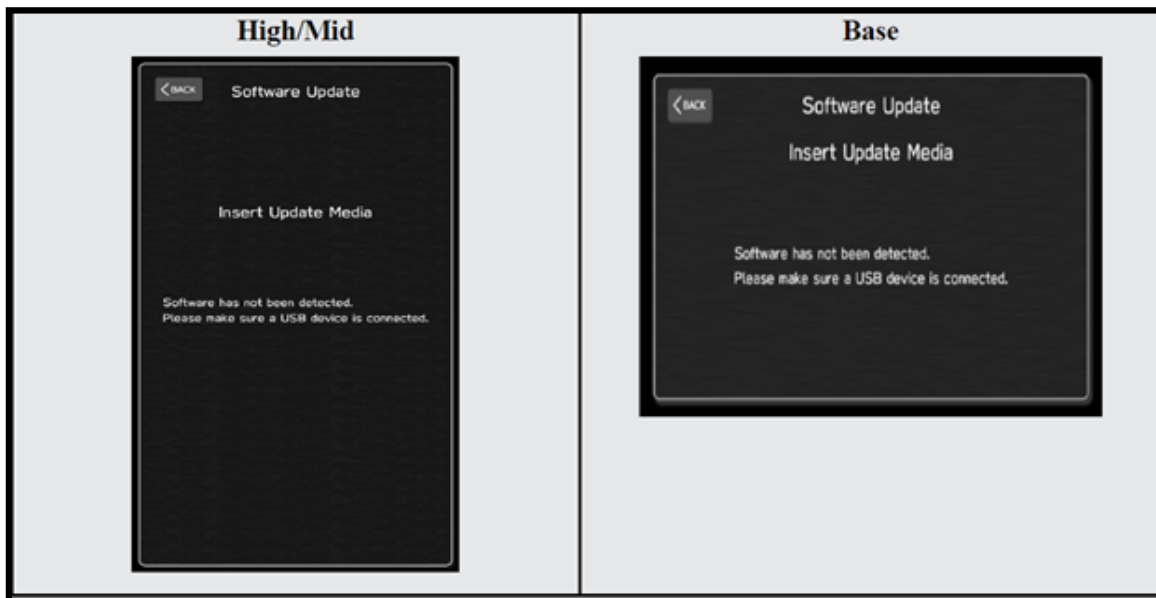 High/Mid
BACK
Software Update
Insert Update Media
Software has not been detected.
Please make sure a USB device is connected.
Base
BACK
Software Update
Insert Update Media
Software has not been detected.
Please make sure a USB device is connected.